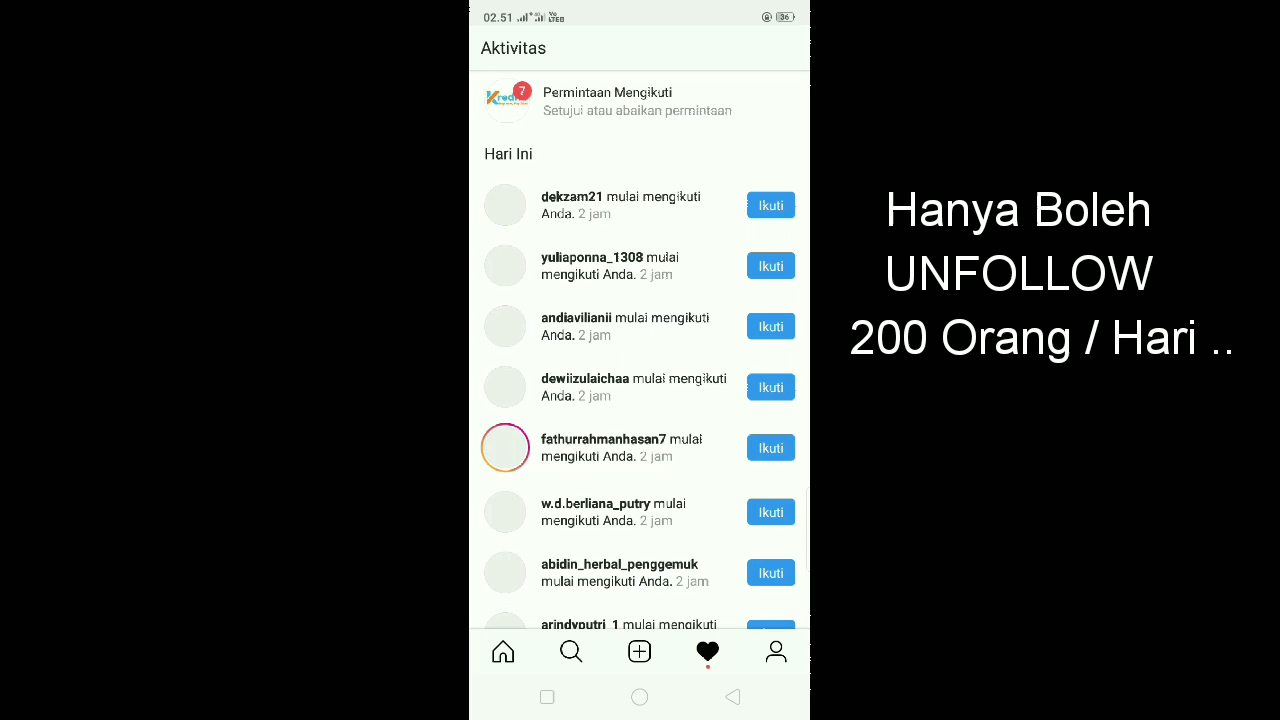 02.51
36
Aktivitas
7
Permintaan Mengikuti
Setujui atau abaikan permintaan
Hari Ini
dekzam21 mulai mengikuti
Anda. 2 jam
Ikuti
yuliaponna_1308 mulai
mengikuti Anda. 2 jam
Ikuti
andiavilianii mulai mengikuti
Anda. 2 jam
Ikuti
dewiizulaichaa mulai mengikuti
Anda. 2 jam
Ikuti
fathurrahmanhasan7 mulai
mengikuti Anda. 2 jam
Ikuti
w.d.berliana_putry mulai
mengikuti Anda. 2 jam
Ikuti
abidin_herbal_penggemuk
mulai mengikuti Anda. 2 jam
Ikuti
arindyputri_1 mulai mengikuti
Hanya Boleh
UNFOLLOW
200 Orang / Hari ..